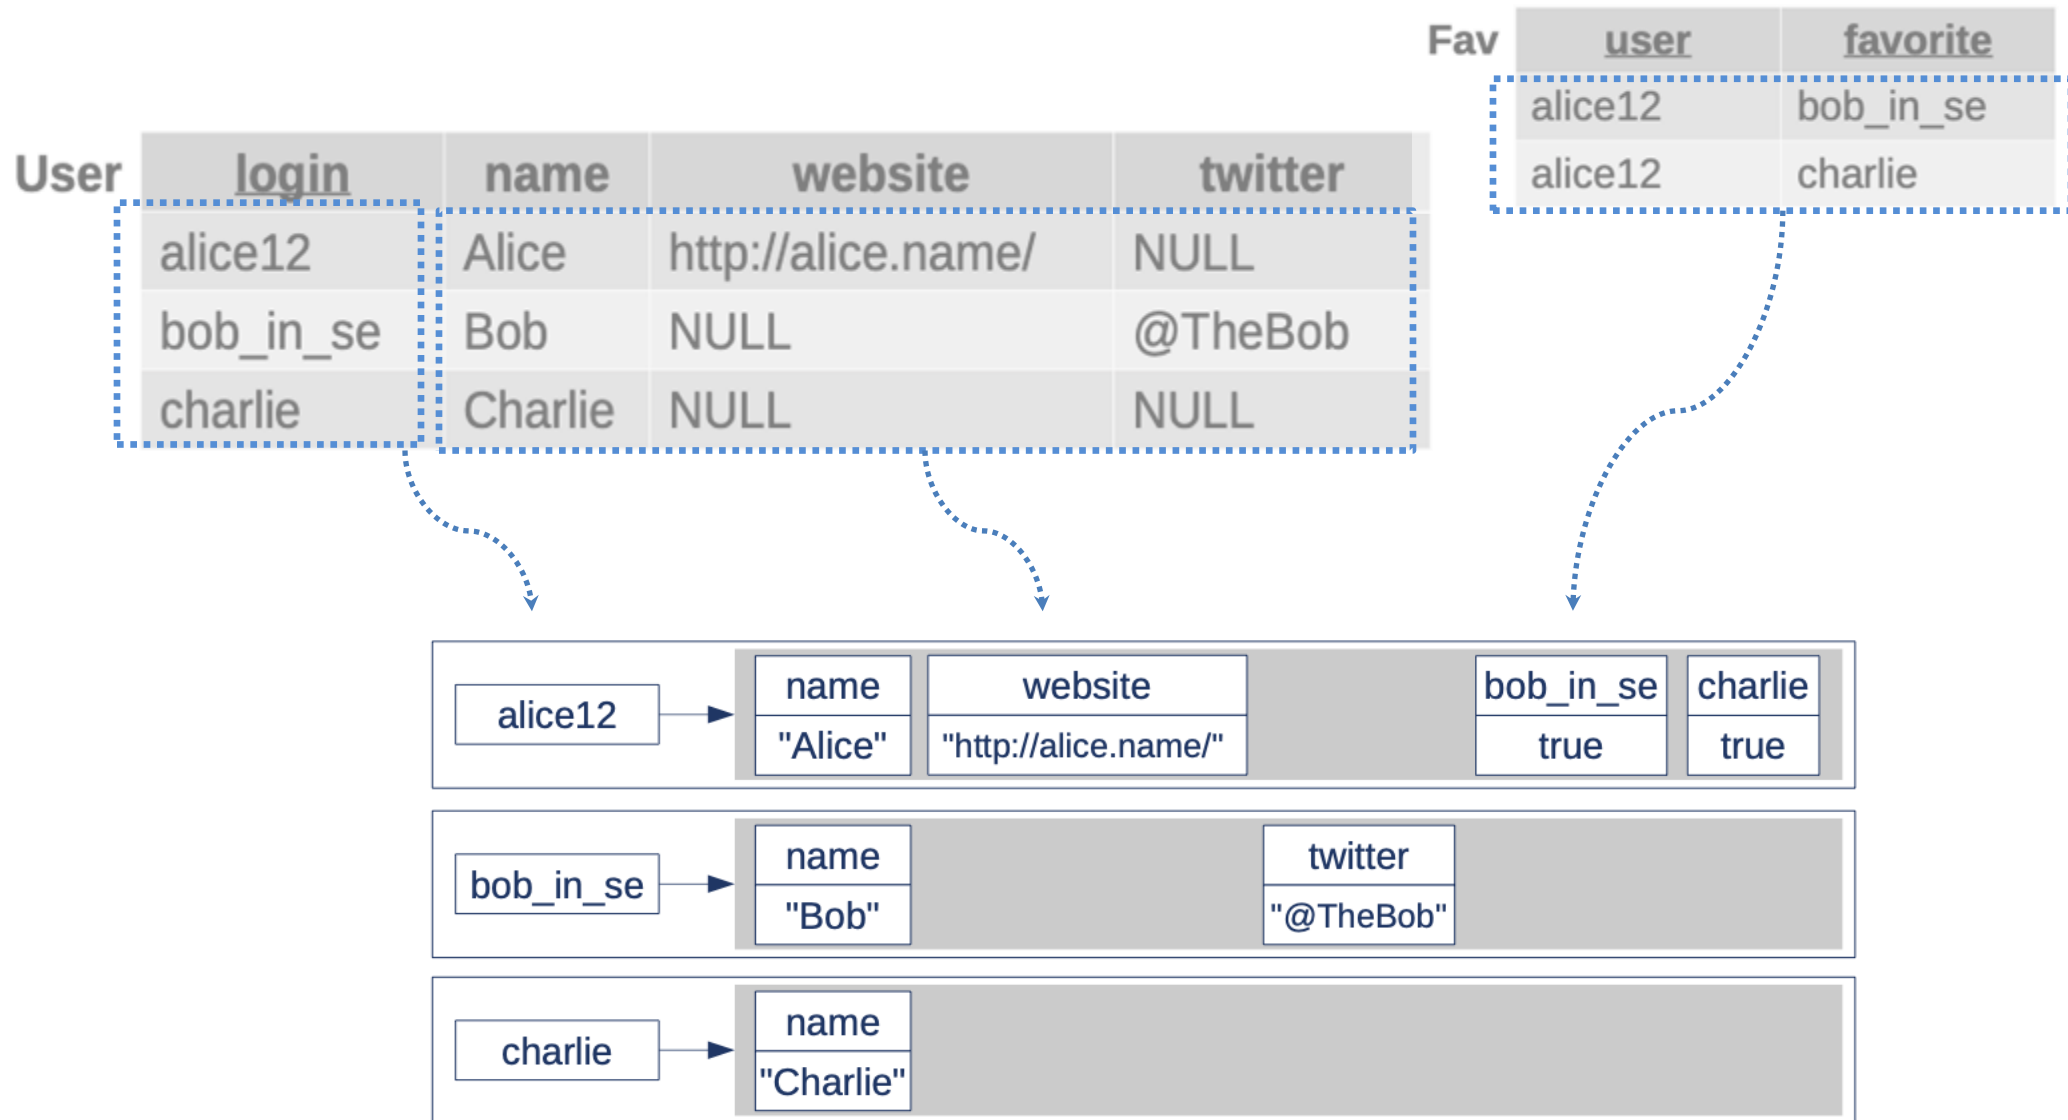 Fav user favorite
alice12 bob_in_se
alice12 charlie
User login name website twitter
alice12 Alice http://alice.name/ NULL
bob_in_se Bob NULL @TheBob
charlie Charlie NULL NULL
alice12
name
"Alice"
website
"http://alice.name/"
bob_in_se
true
charlie
true
bob_in_se
name
"Bob"
twitter
"@TheBob"
charlie
name
"Charlie"